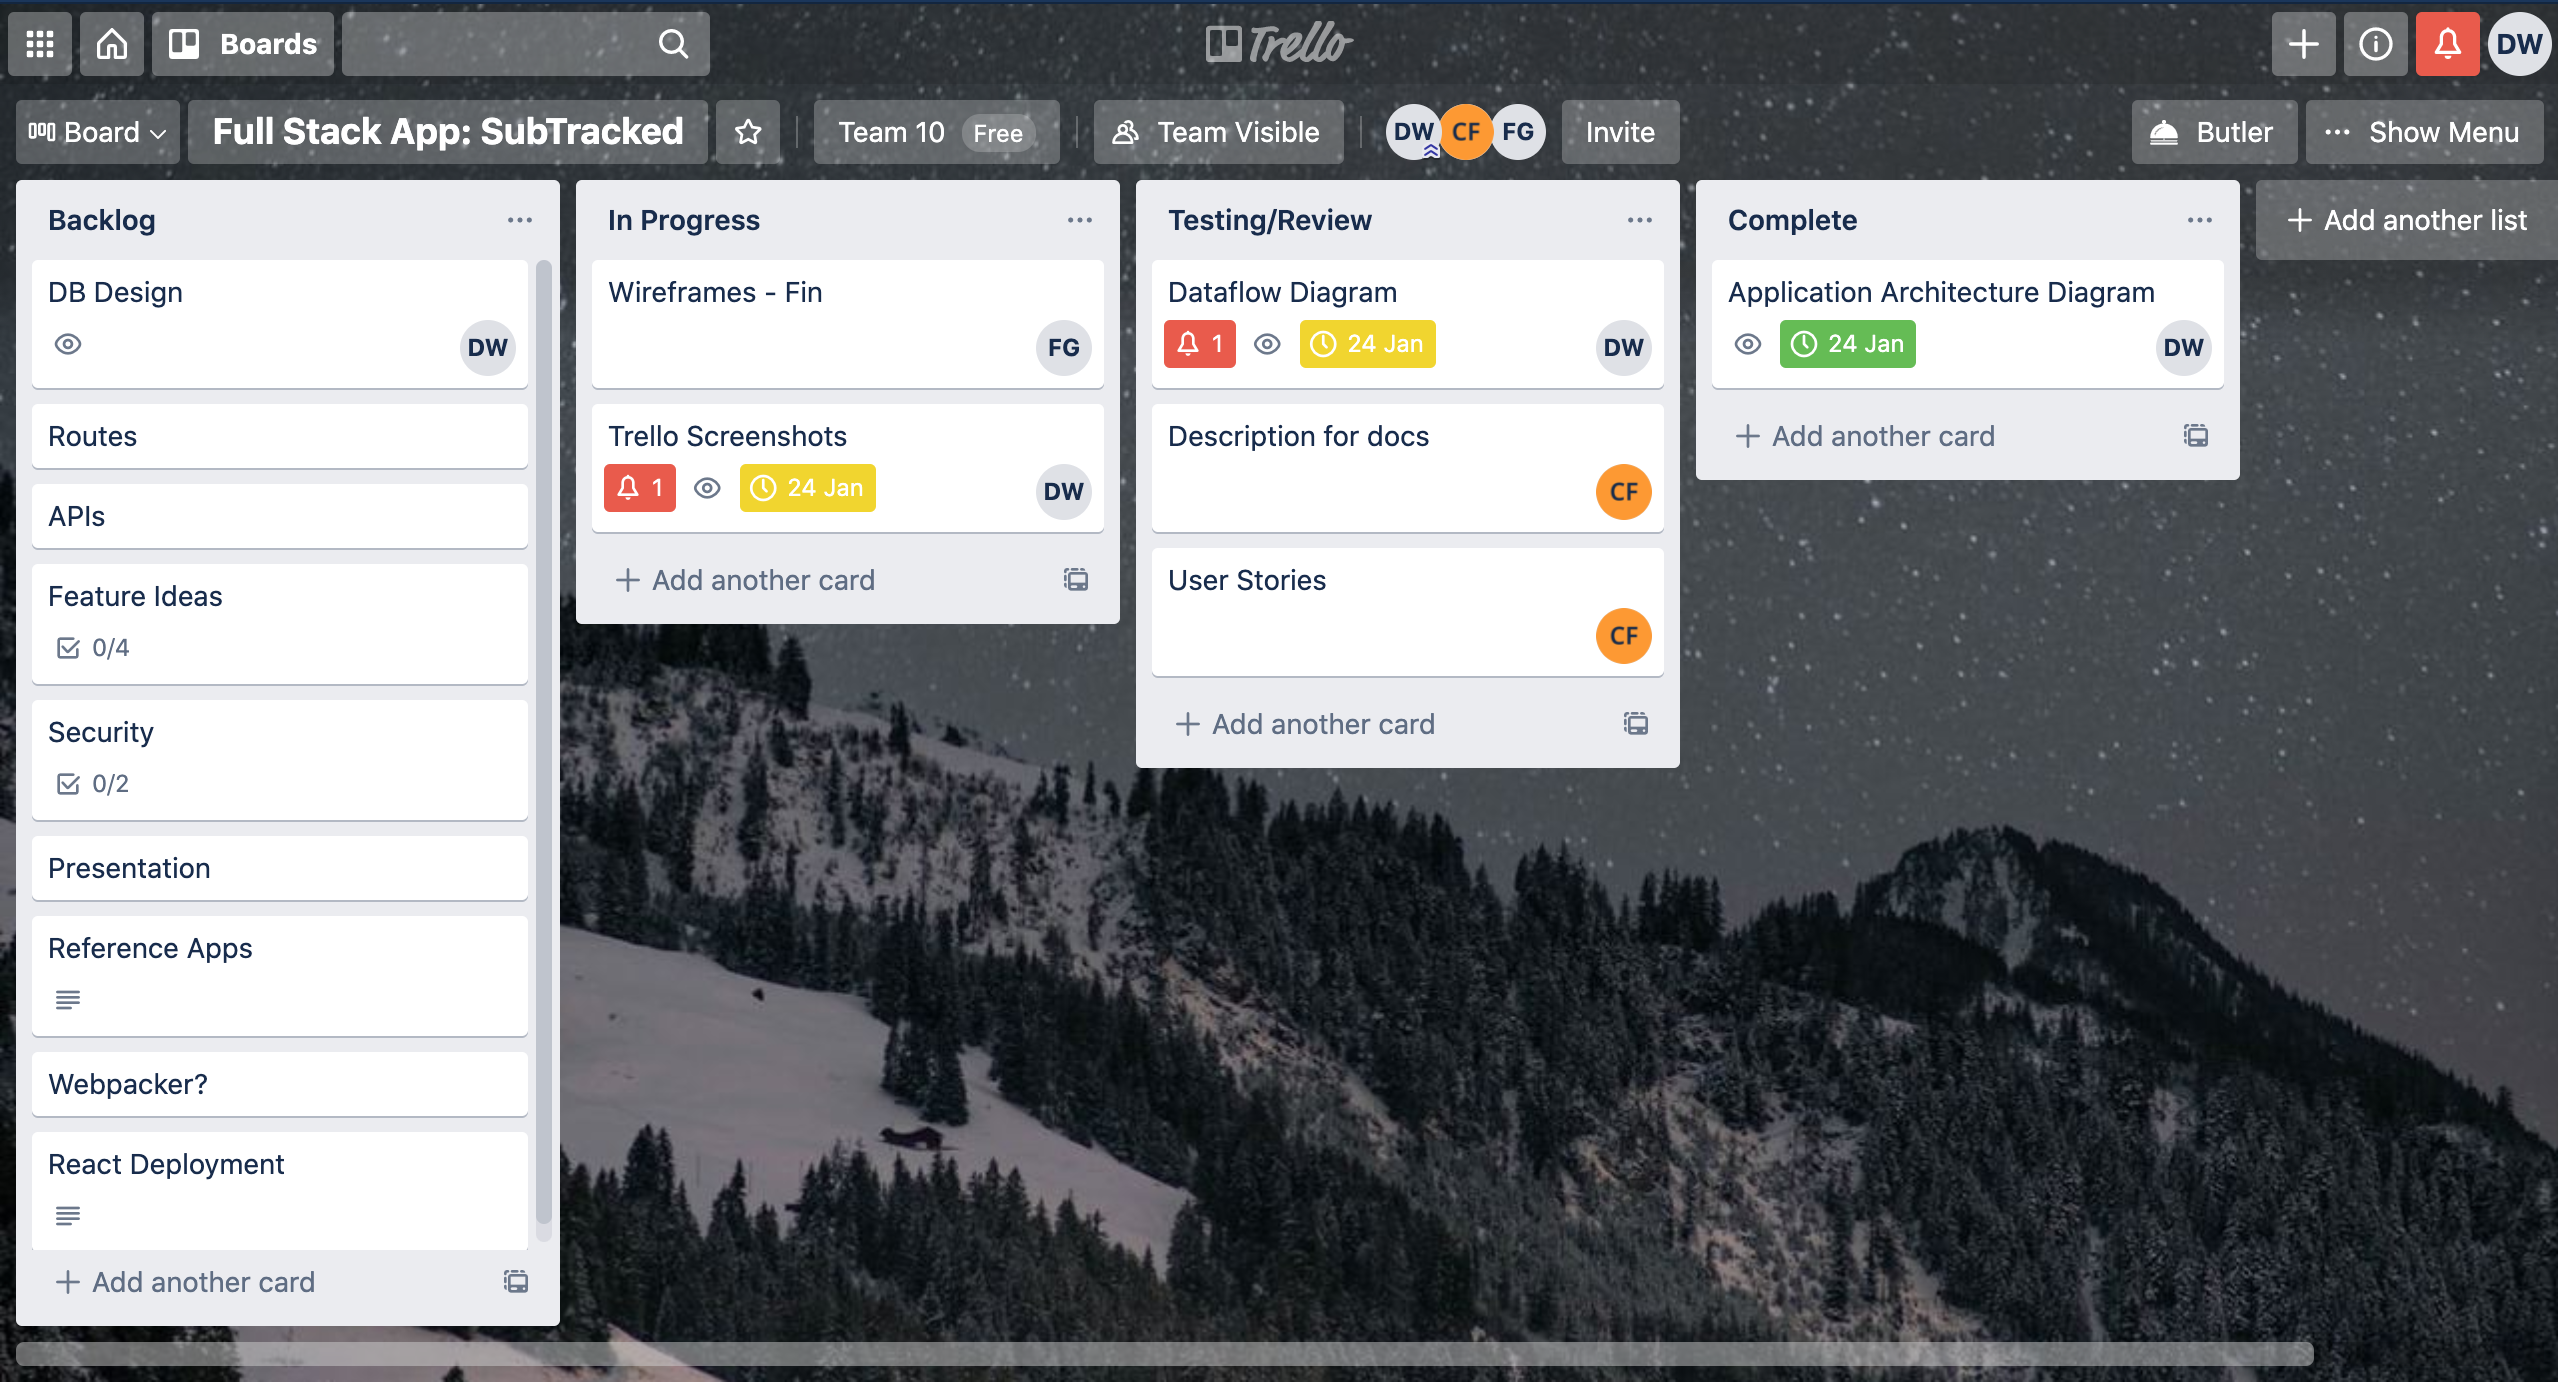 Boards
Trello
DW
Board
Full Stack App: SubTracked
Team 10 Free
Team Visible
DW CF FG
Invite
Butler
Show Menu
Backlog
DB Design
DW
Routes
APIs
Feature Ideas
0/4
Security
0/2
Presentation
Reference Apps
Webpacker?
React Deployment
Add another card
In Progress
Wireframes - Fin
FG
Trello Screenshots
1 24 Jan
DW
Add another card
Testing/Review
Dataflow Diagram
1 24 Jan
DW
Description for docs
CF
User Stories
CF
Add another card
Complete
Application Architecture Diagram
24 Jan
DW
Add another card
Add another list